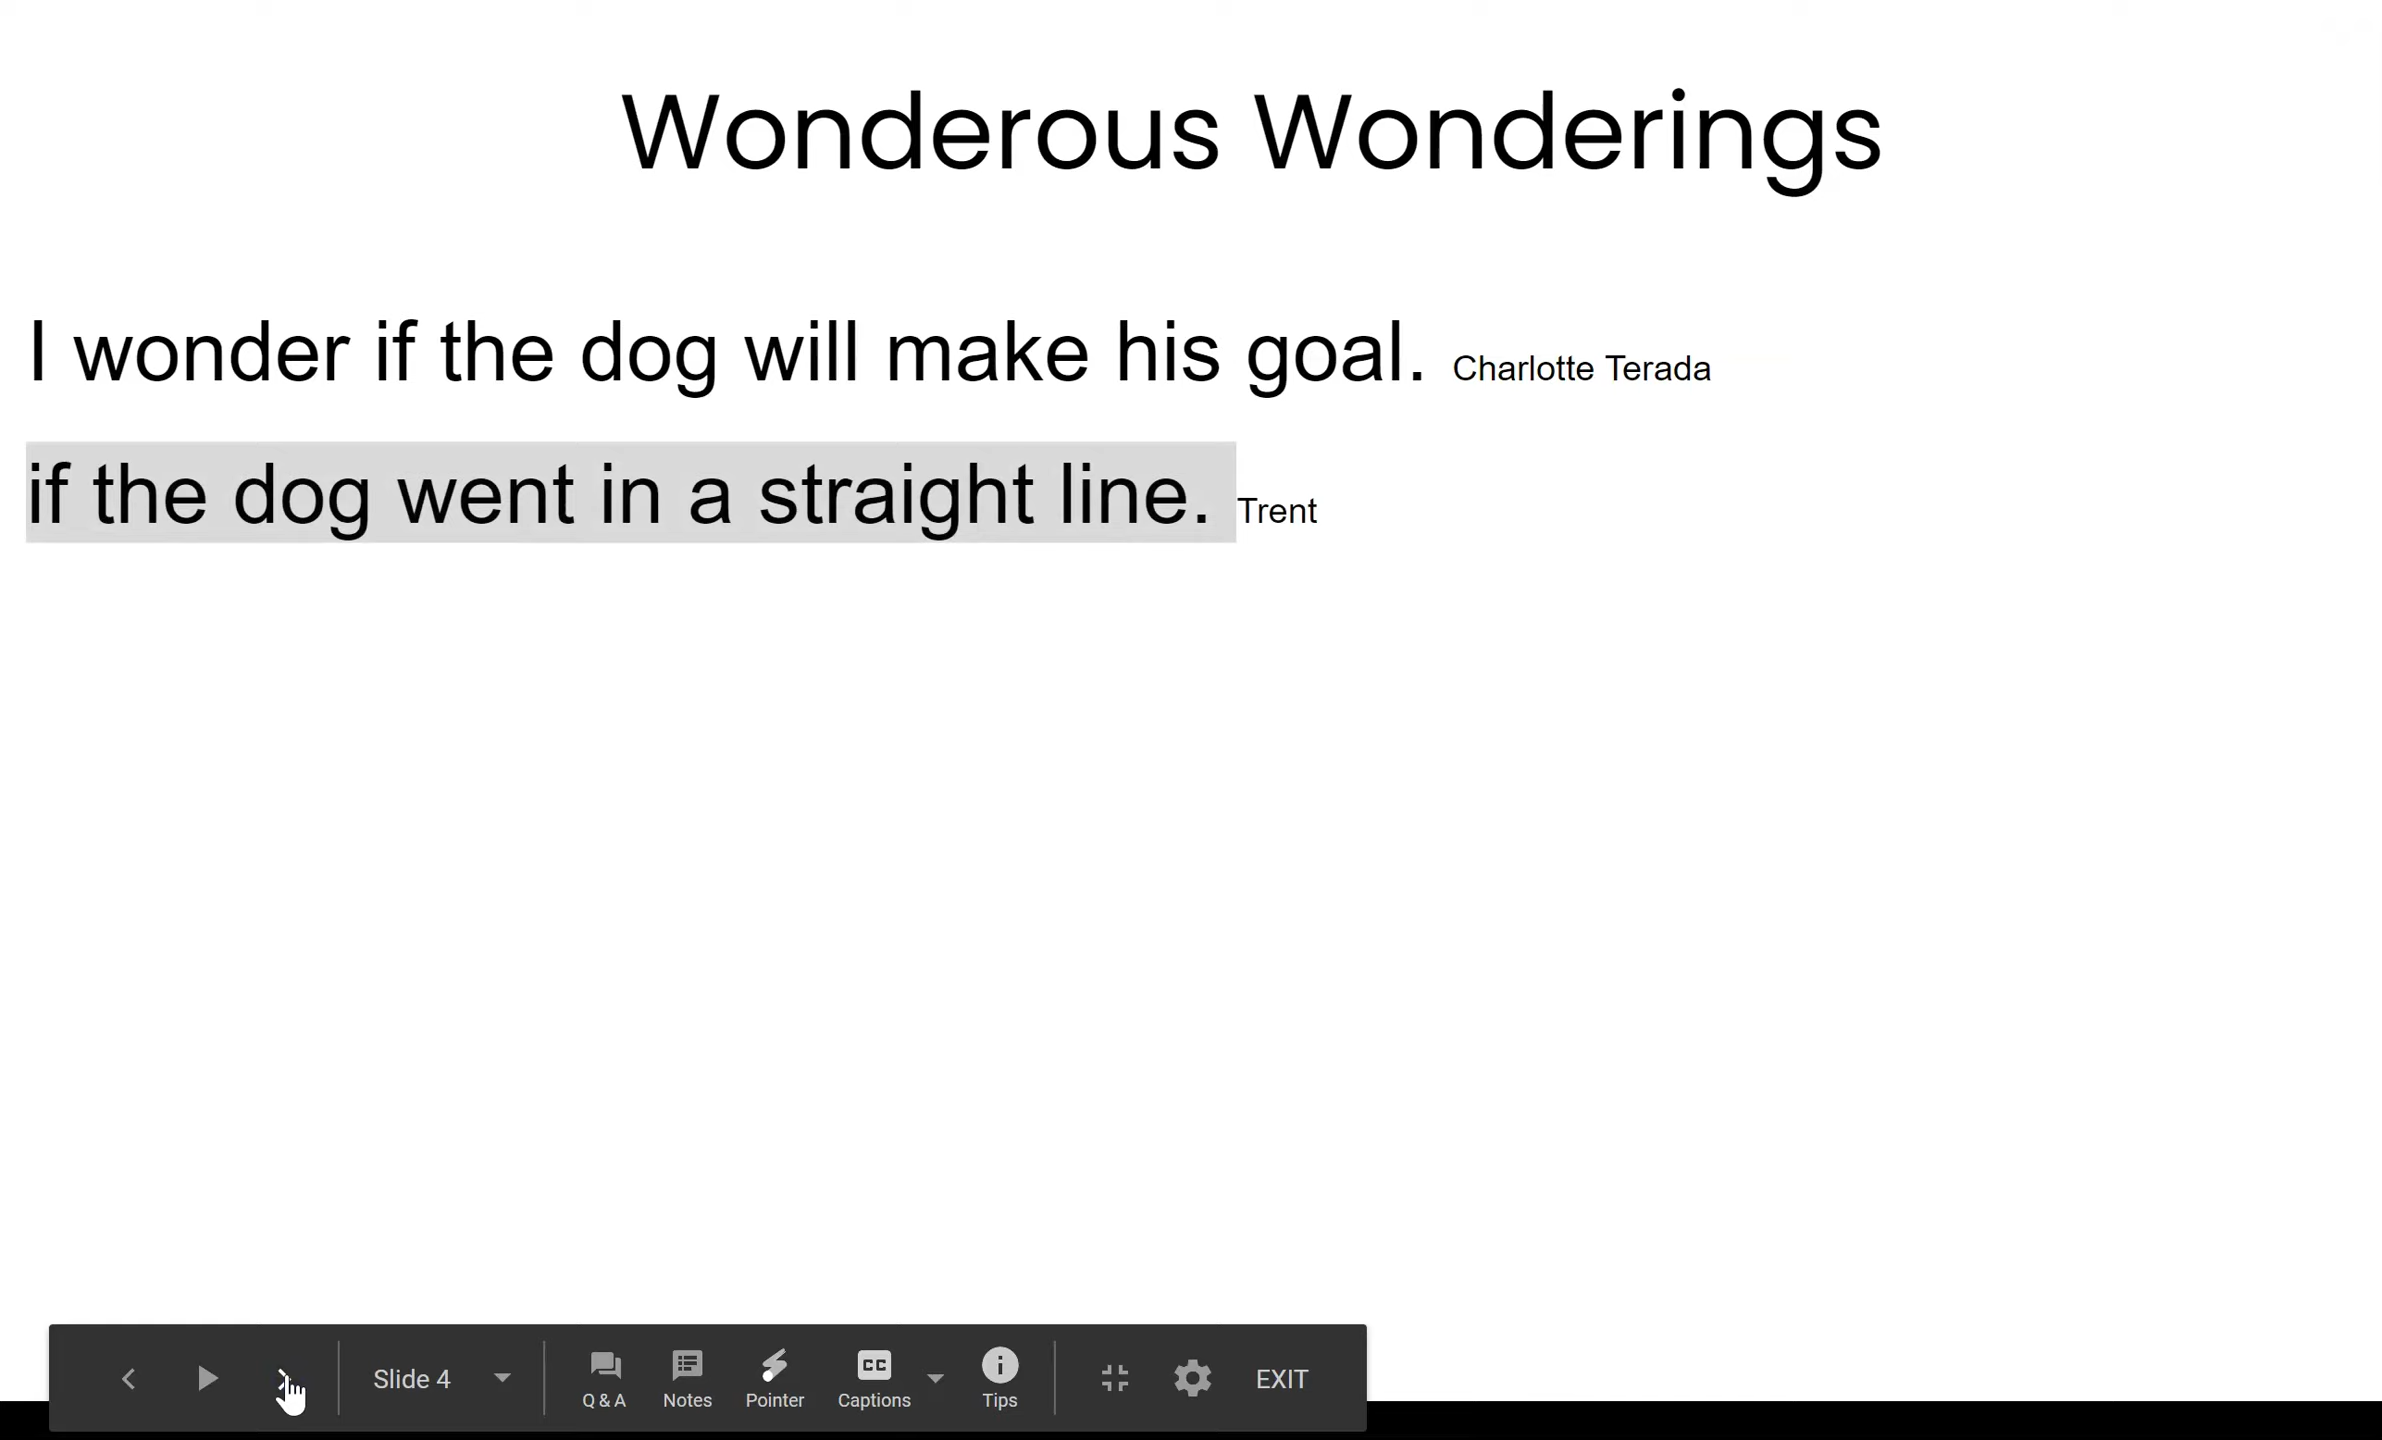 Wonderous Wonderings
I wonder if the dog will make his goal. Charlotte Terada
if the dog went in a straight line. Trent
Slide 4
Q & A
Notes
Pointer
CC
Captions
Tips
EXIT